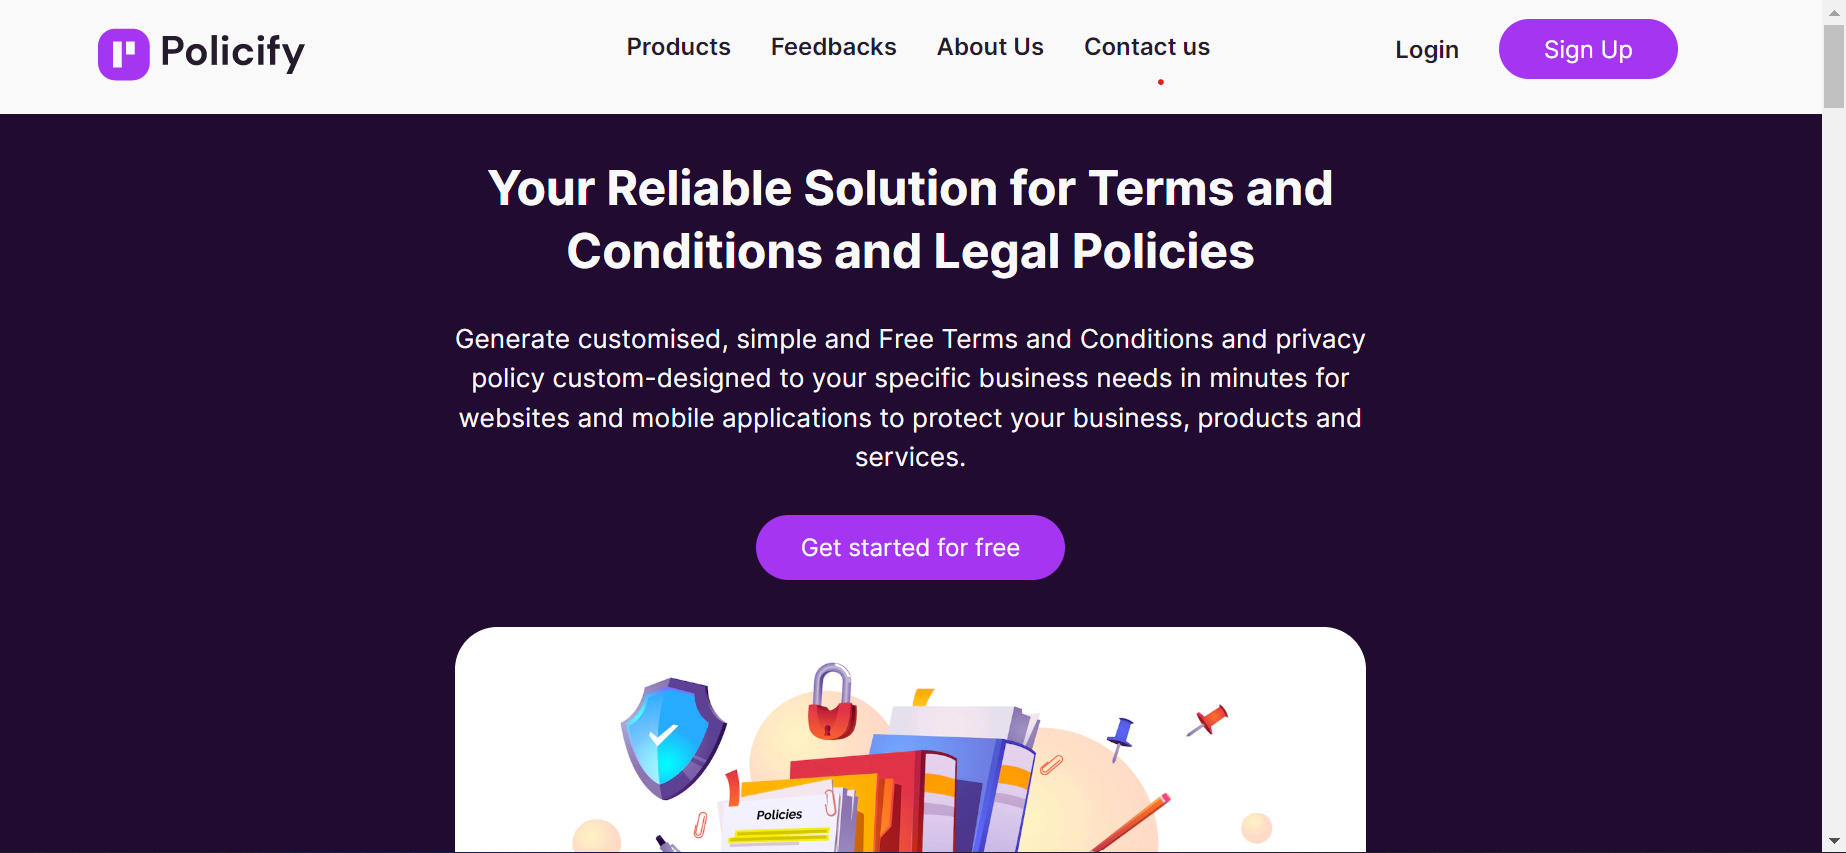 Policify
Products
Feedbacks
About Us
Contact us
Login
Sign Up
Your Reliable Solution for Terms and
Conditions and Legal Policies
Generate customised, simple and Free Terms and Conditions and privacy
policy custom-designed to your specific business needs in minutes for
websites and mobile applications to protect your business, products and
services.
Get started for free
Policies